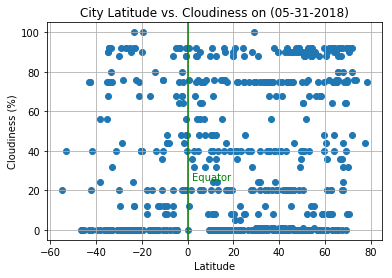 City Latitude vs. Cloudiness on (05-31-2018)
Cloudiness (%)
100
80
60
40
20
0
Equator
−60 −40 −20 0 20 40 60 80
Latitude